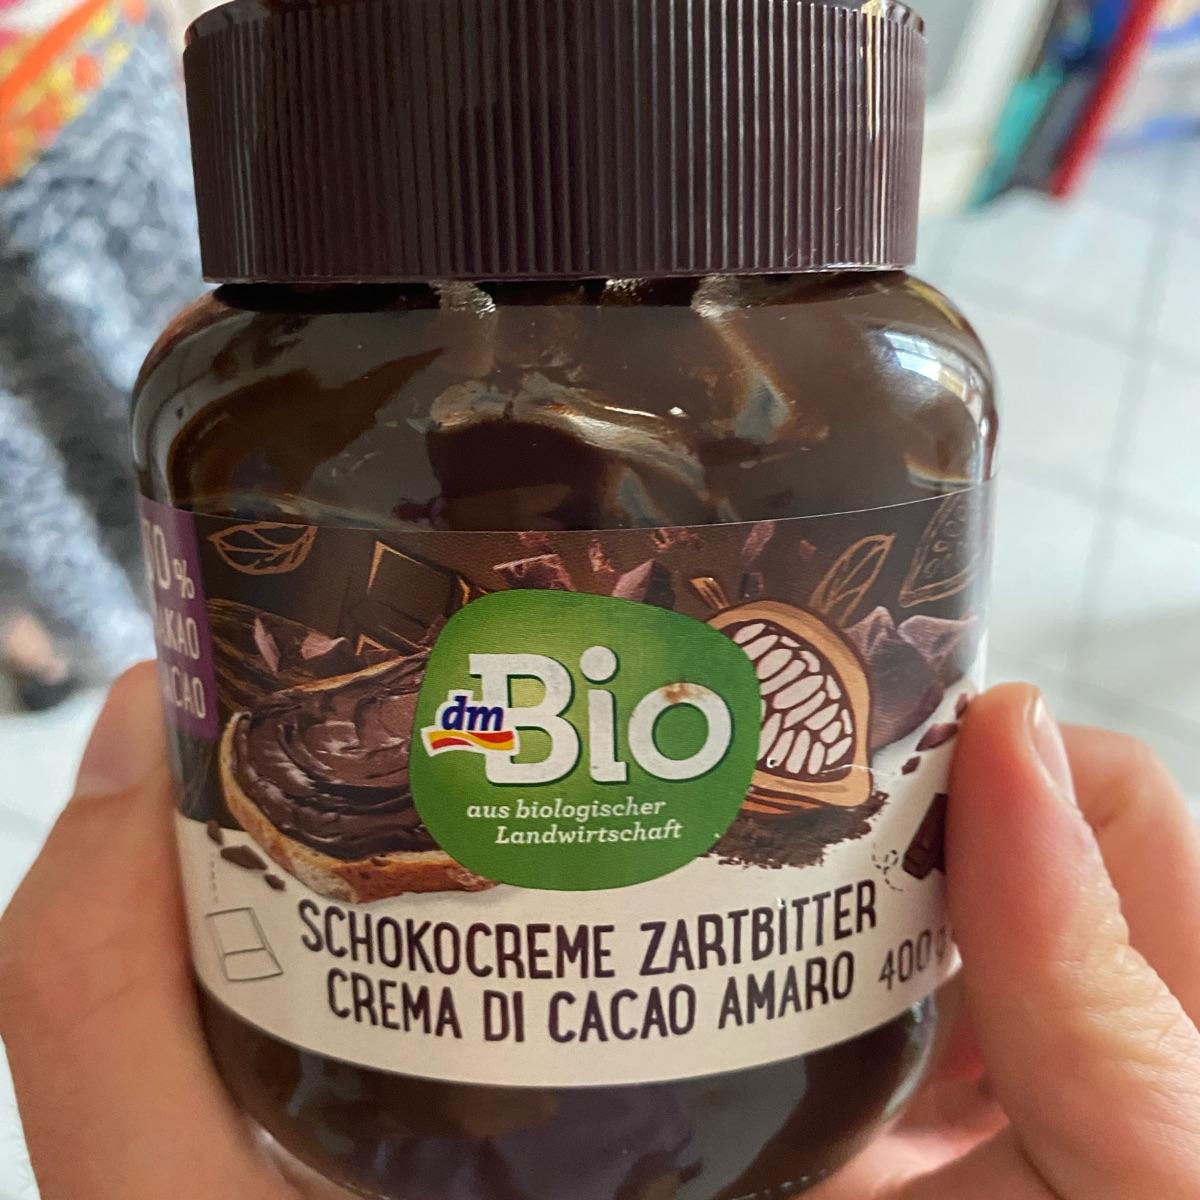 dm
Bio
aus biologischer
Landwirtschaft
SCHOKOCREME ZARTBITTER
CREMA DI CACAO AMARO
400 g